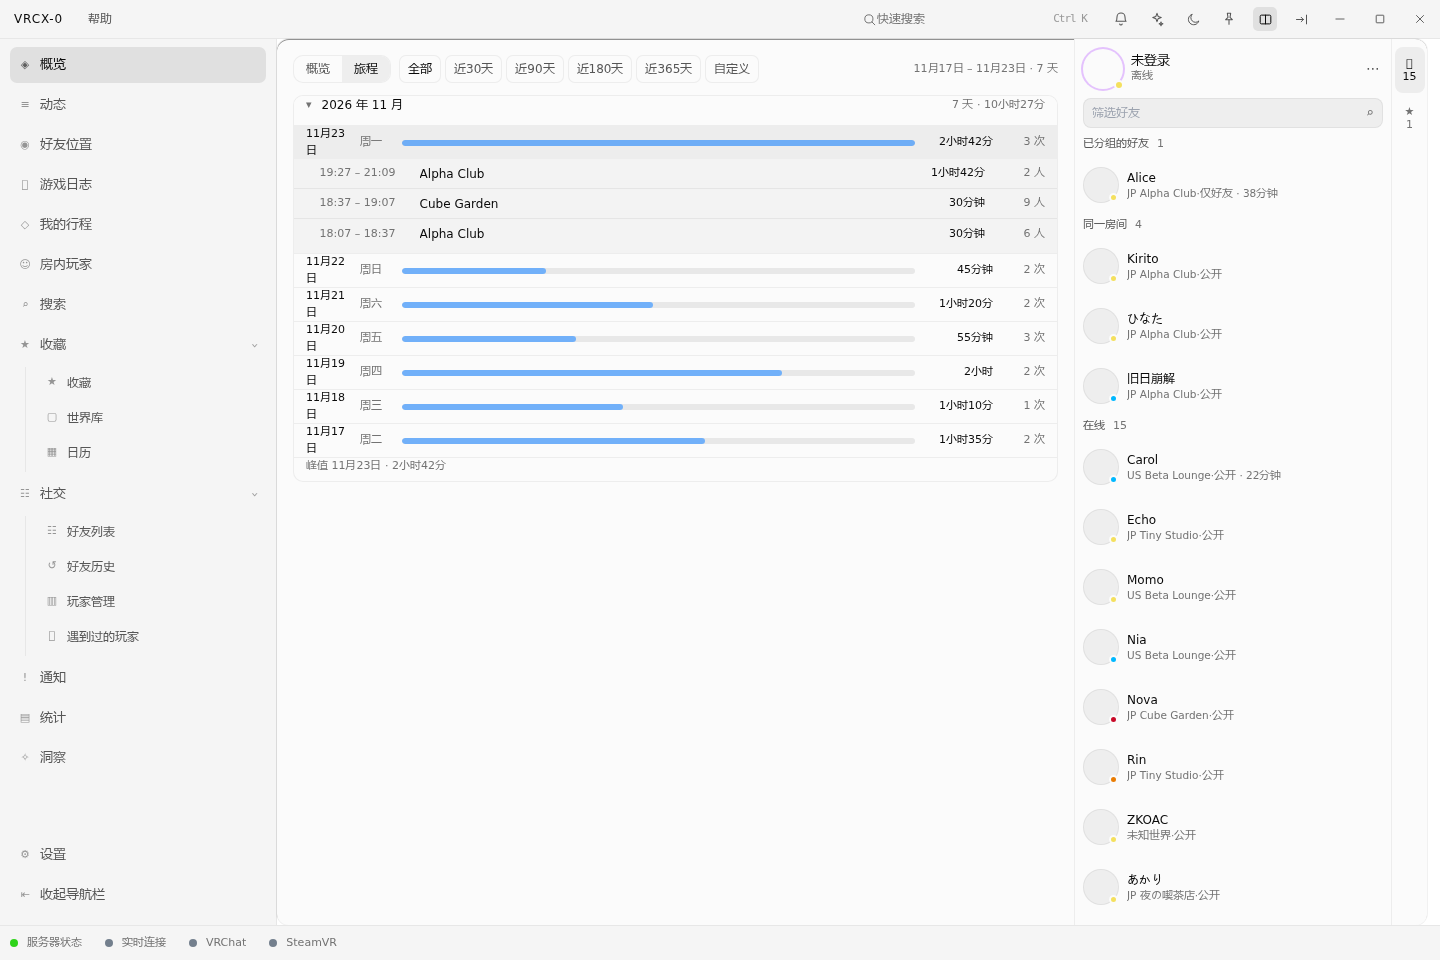 VRCX-0 帮助 快速搜索 Ctrl K
概览
动态
好友位置
游戏日志
我的行程
房内玩家
搜索
收藏
收藏
世界库
日历
社交
好友列表
好友历史
玩家管理
遇到过的玩家
通知
统计
洞察
设置
收起导航栏
概览 旅程 全部 近30天 近90天 近180天 近365天 自定义 11月17日 – 11月23日 · 7 天
2026 年 11 月 7 天 · 10小时27分
11月23日 周一 2小时42分 3 次
19:27 – 21:09 Alpha Club 1小时42分 2 人
18:37 – 19:07 Cube Garden 30分钟 9 人
18:07 – 18:37 Alpha Club 30分钟 6 人
11月22日 周日 45分钟 2 次
11月21日 周六 1小时20分 2 次
11月20日 周五 55分钟 3 次
11月19日 周四 2小时 2 次
11月18日 周三 1小时10分 1 次
11月17日 周二 1小时35分 2 次
峰值 11月23日 · 2小时42分
未登录
离线
筛选好友
已分组的好友 1
Alice
JP Alpha Club·仅好友 · 38分钟
同一房间 4
Kirito
JP Alpha Club·公开
ひなた
JP Alpha Club·公开
旧日崩解
JP Alpha Club·公开
在线 15
Carol
US Beta Lounge·公开 · 22分钟
Echo
JP Tiny Studio·公开
Momo
US Beta Lounge·公开
Nia
US Beta Lounge·公开
Nova
JP Cube Garden·公开
Rin
JP Tiny Studio·公开
ZKOAC
未知世界·公开
あかり
JP 夜の喫茶店·公开
15
1
服务器状态 实时连接 VRChat SteamVR